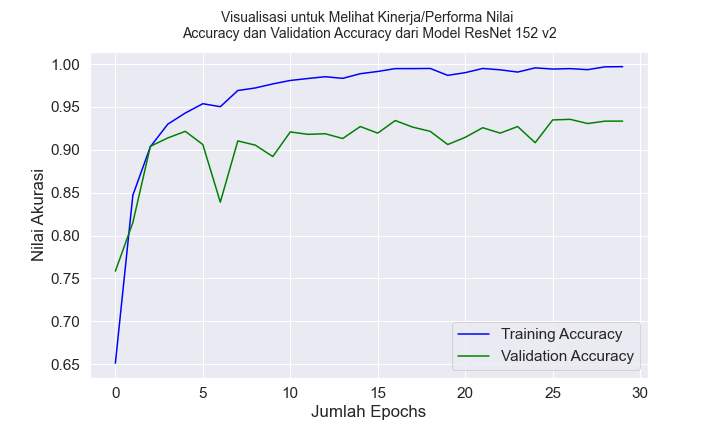 Visualisasi untuk Melihat Kinerja/Performa Nilai
Accuracy dan Validation Accuracy dari Model ResNet 152 v2
1.00
0.95
0.90
0.85
0.80
0.75
0.70
0.65
Nilai Akurasi
Training Accuracy
Validation Accuracy
0 5 10 15 20 25 30
Jumlah Epochs